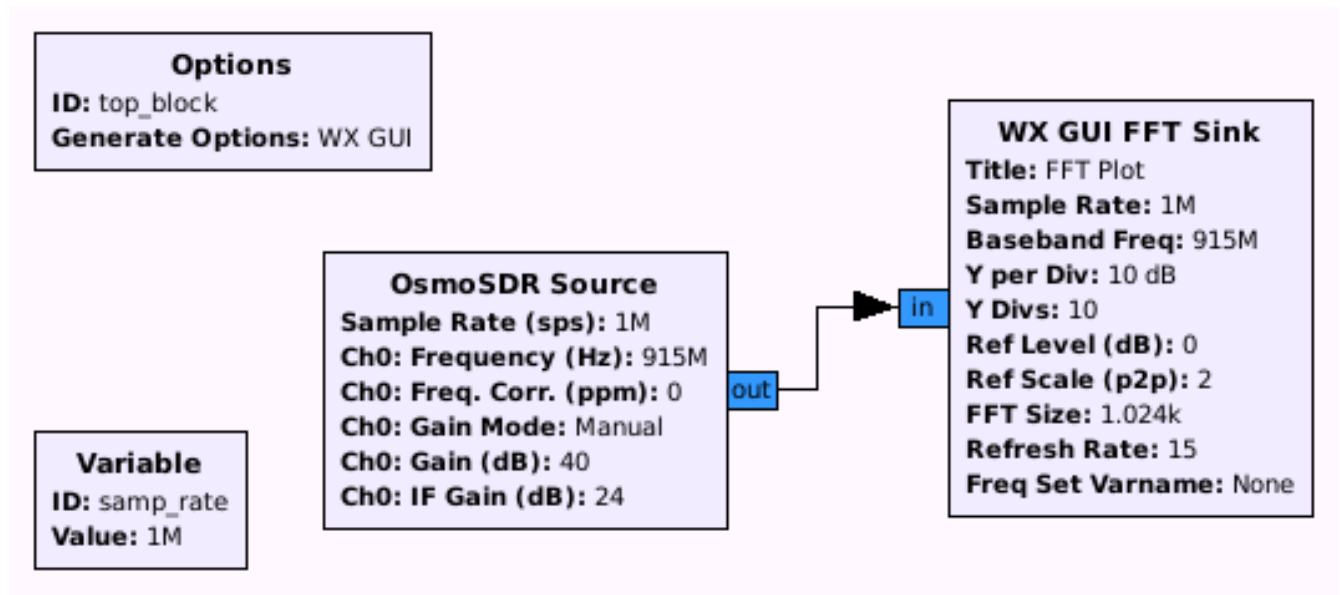 Options
ID: top_block
Generate Options: WX GUI
WX GUI FFT Sink
Title: FFT Plot
Sample Rate: 1M
Baseband Freq: 915M
Y per Div: 10 dB
Y Divs: 10
Ref Level (dB): 0
Ref Scale (p2p): 2
FFT Size: 1.024k
Refresh Rate: 15
Freq Set Varname: None
in
OsmoSDR Source
Sample Rate (sps): 1M
Ch0: Frequency (Hz): 915M
Ch0: Freq. Corr. (ppm): 0
Ch0: Gain Mode: Manual
Ch0: Gain (dB): 40
Ch0: IF Gain (dB): 24
out
Variable
ID: samp_rate
Value: 1M